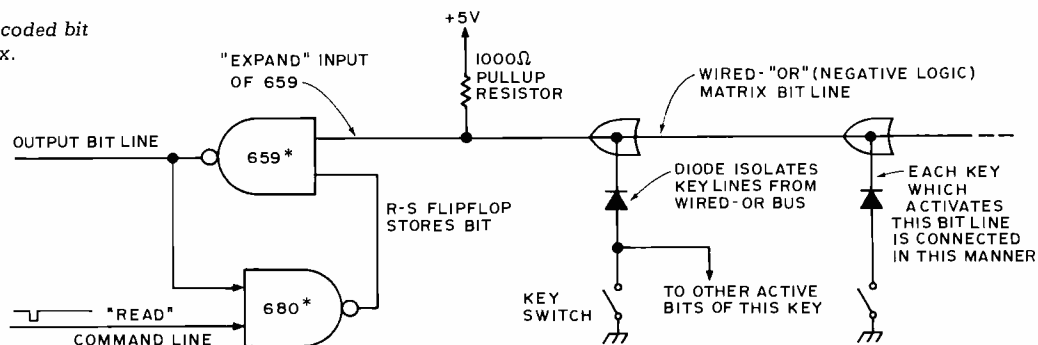 coded bit
x.
+5V
"EXPAND" INPUT
OF 659
1000Ω
PULLUP
RESISTOR
WIRED-"OR"(NEGATIVE LOGIC)
MATRIX BIT LINE
OUTPUT BIT LINE
659*
R-S FLIPFLOP
STORES BIT
DIODE ISOLATES
KEY LINES FROM
WIRED-OR BUS
EACH KEY
WHICH
ACTIVATES
THIS BIT LINE
IS CONNECTED
IN THIS MANNER
680*
"READ"
COMMAND LINE
KEY
SWITCH
TO OTHER ACTIVE
BITS OF THIS KEY